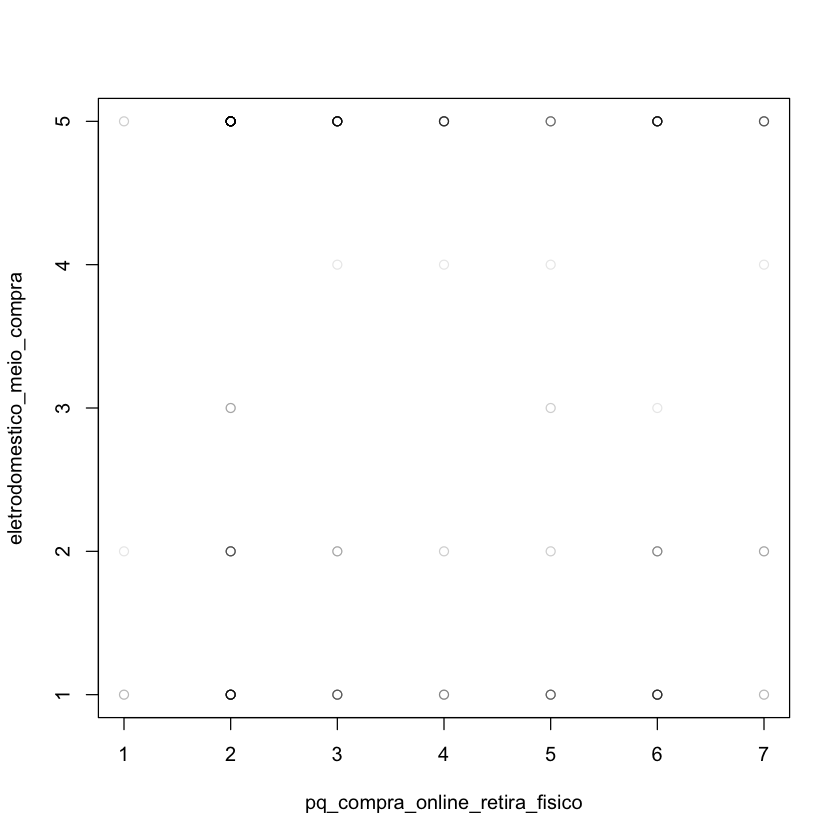 5
4
3
2
1
eletrodomestico_meio_compra
1 2 3 4 5 6 7
pq_compra_online_retira_fisico